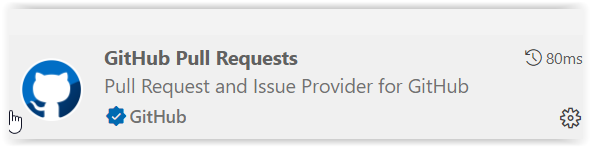 GitHub Pull Requests
80ms
Pull Request and Issue Provider for GitHub
GitHub